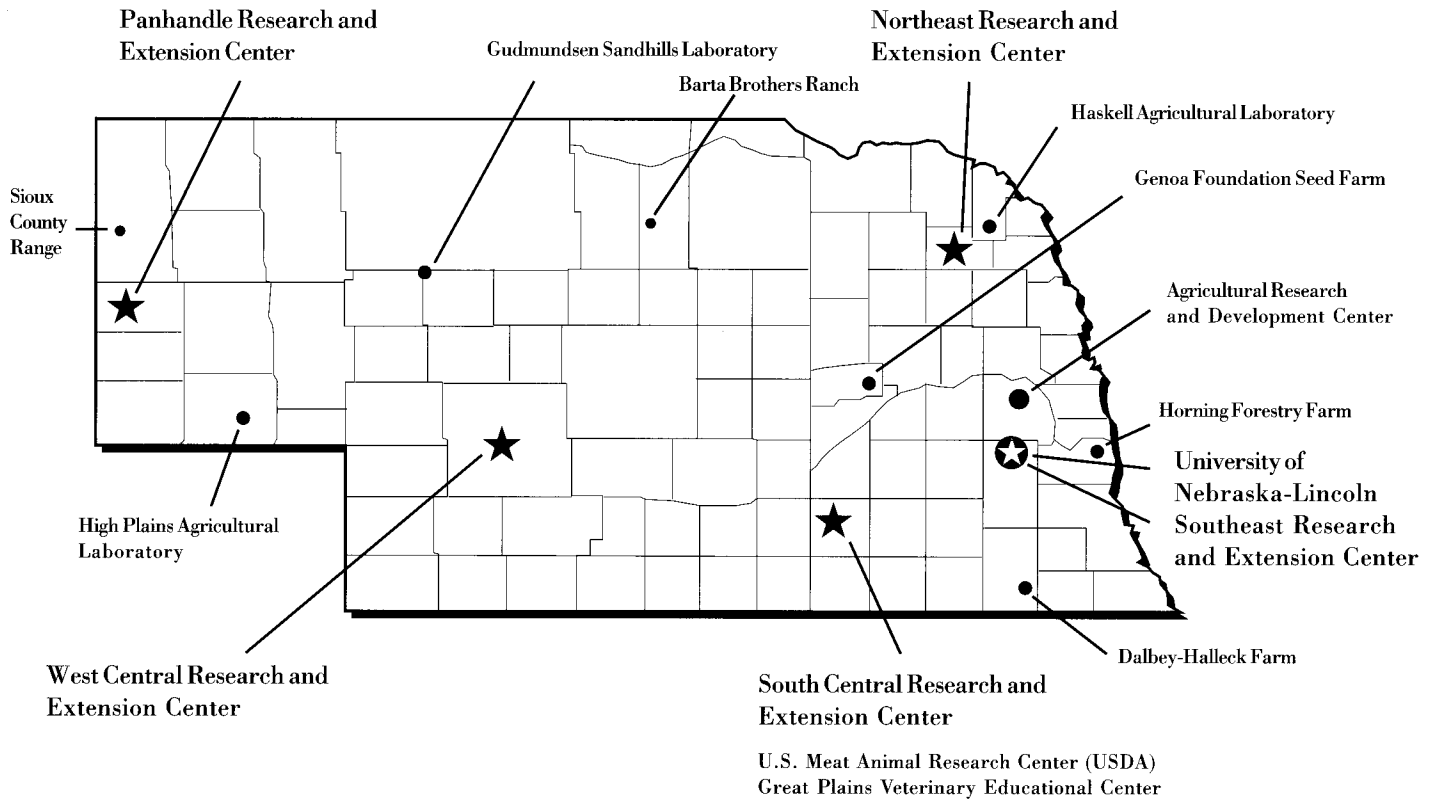 Panhandle Research and
Extension Center
Gudmundsen Sandhills Laboratory
Barta Brothers Ranch
Northeast Research and
Extension Center
Haskell Agricultural Laboratory
Genoa Foundation Seed Farm
Sioux
County
Range
Agricultural Research
and Development Center
Horning Forestry Farm
University of
Nebraska-Lincoln
Southeast Research
and Extension Center
High Plains Agricultural
Laboratory
Dalbey-Halleck Farm
West Central Research and
Extension Center
South Central Research and
Extension Center
U.S. Meat Animal Research Center (USDA)
Great Plains Veterinary Educational Center